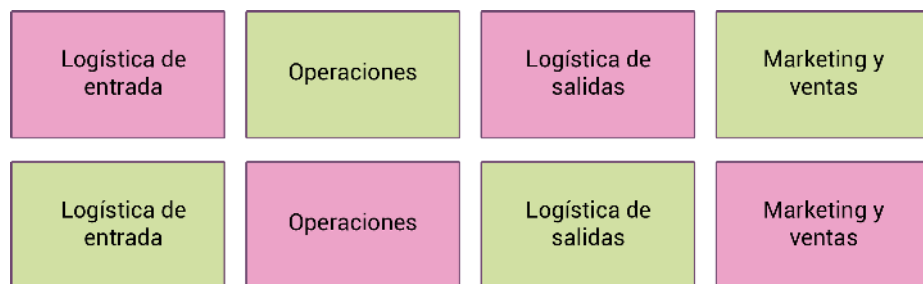 Logística de
entrada
Operaciones
Logística de
salidas
Marketing y
ventas
Logística de
entrada
Operaciones
Logística de
salidas
Marketing y
ventas